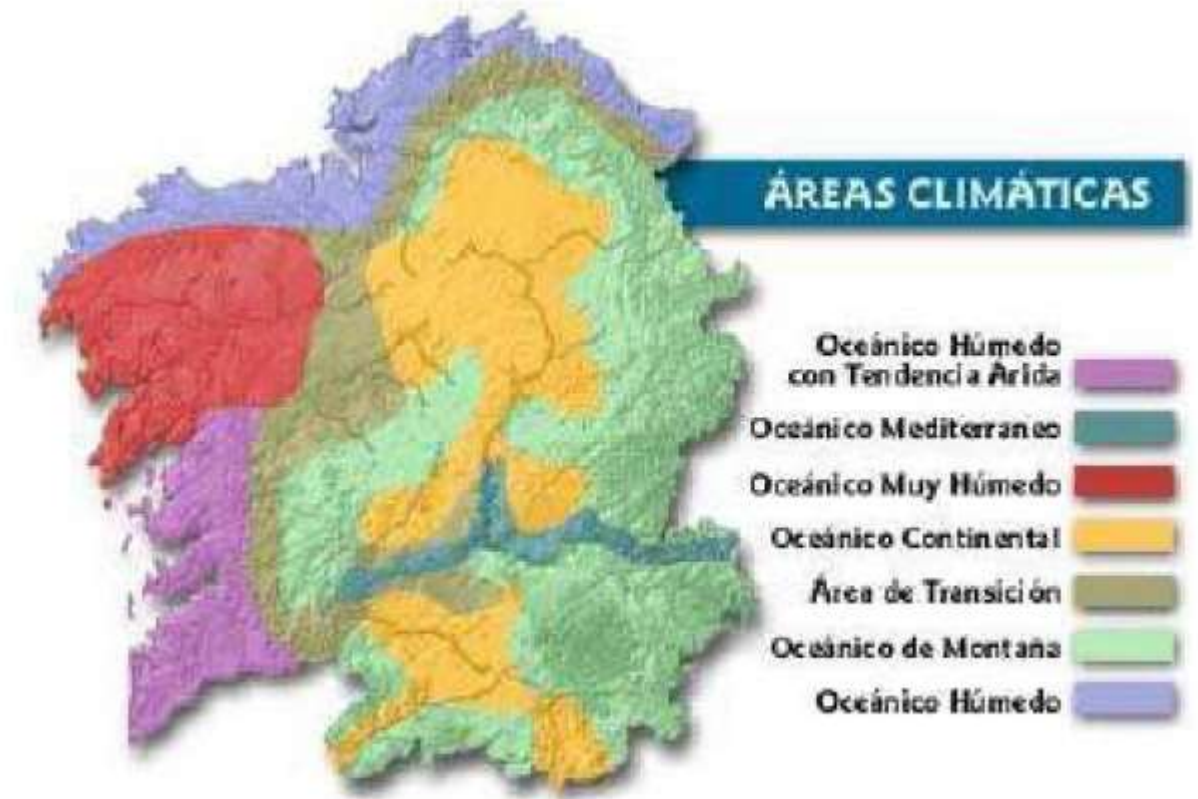 ÁREAS CLIMÁTICAS
Oceánico Húmedo
con Tendencia Árida
Oceánico Mediterraneo
Oceánico Muy Húmedo
Oceánico Continental
Área de Transición
Oceánico de Montaña
Oceánico Húmedo